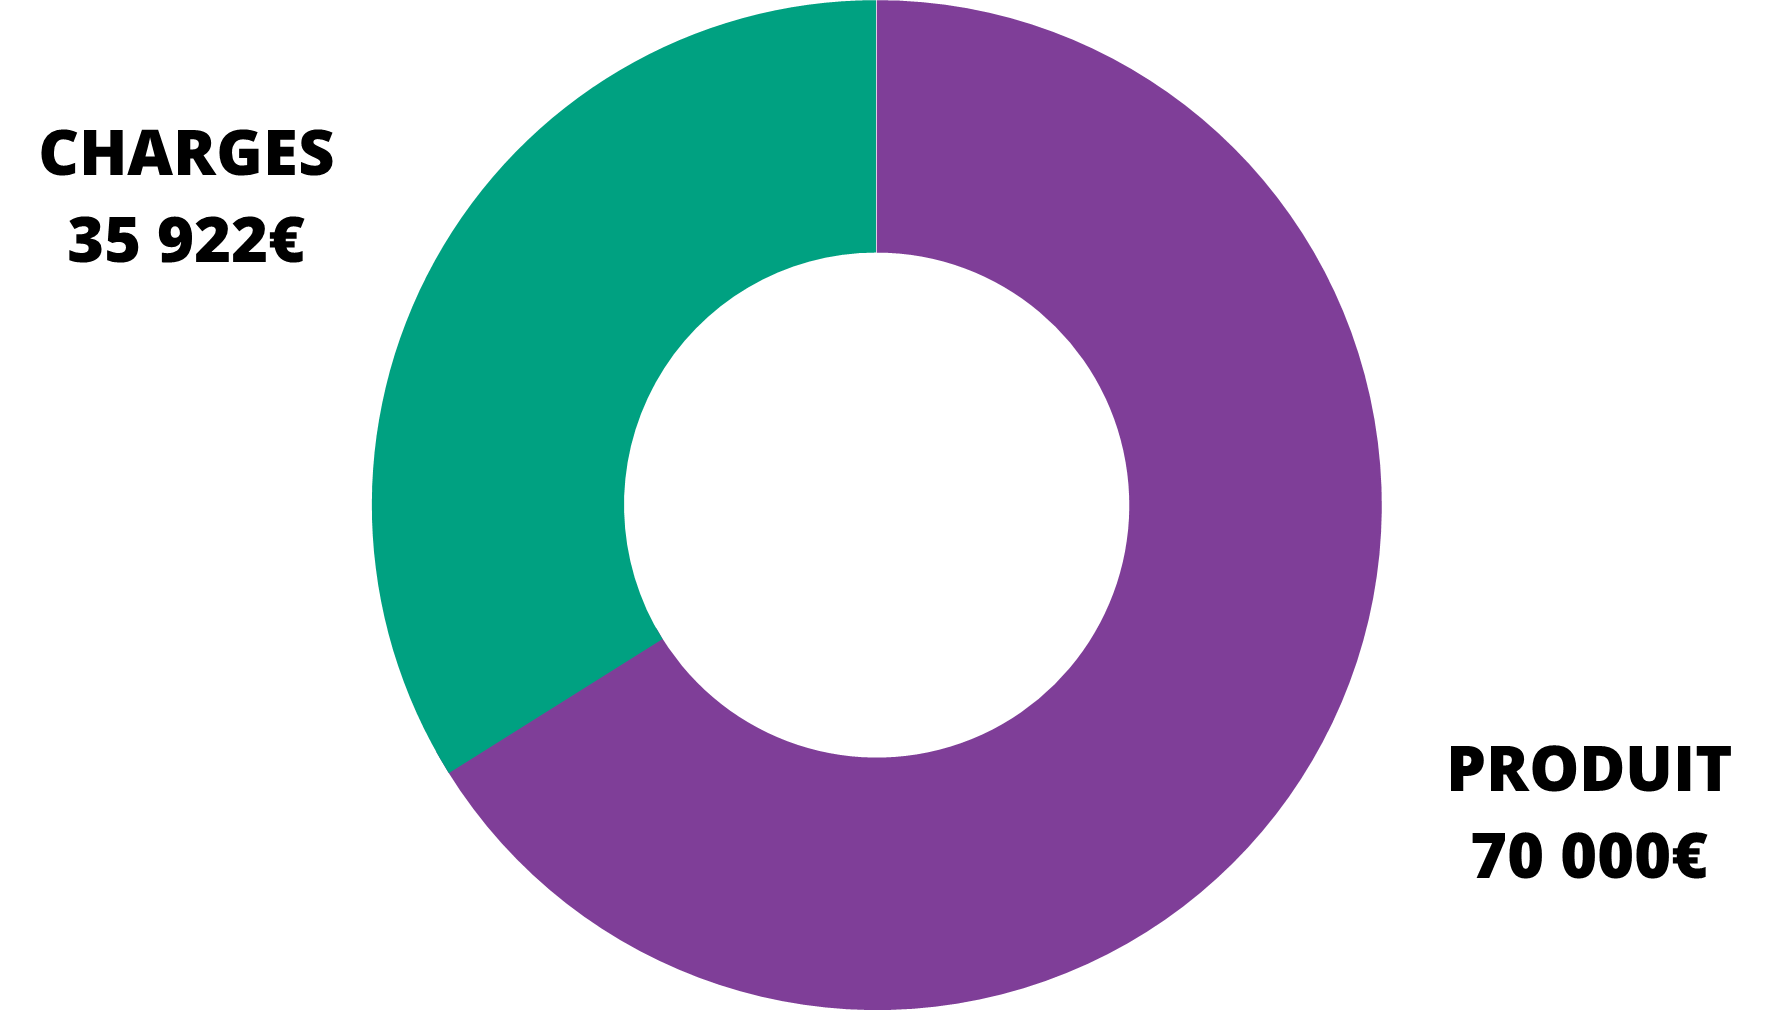 CHARGES
35 922€
PRODUIT
70 000€